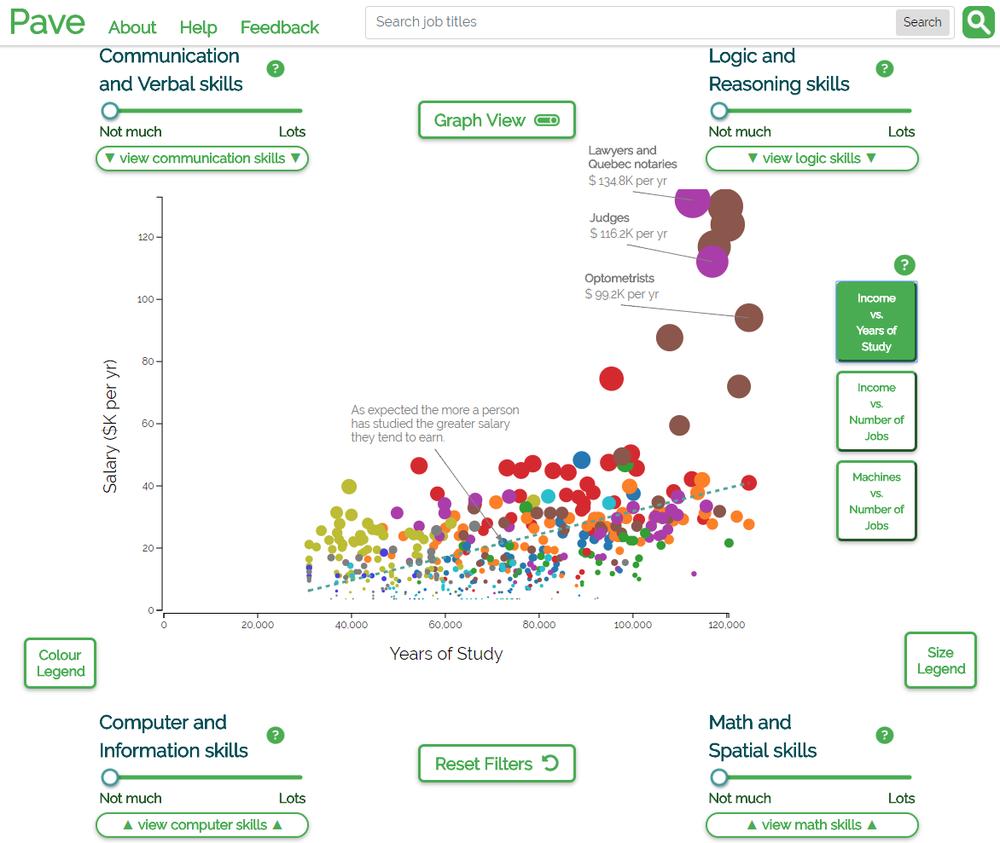 Pave About Help Feedback Search job titles Search
Communication
and Verbal skills ?
Not much Lots
▼ view communication skills ▼
Graph View
Logic and
Reasoning skills ?
Not much Lots
▼ view logic skills ▼
Lawyers and
Quebec notaries
$ 134.8K per yr
Judges
$ 116.2K per yr
Optometrists
$ 99.2K per yr
As expected the more a person
has studied the greater salary
they tend to earn.
Salary ($K per yr)
120
100
80
60
40
20
0
0 20,000 40,000 60,000 80,000 100,000 120,000
Years of Study
?
Income
vs.
Years of
Study
Income
vs.
Number of
Jobs
Machines
vs.
Number of
Jobs
Colour
Legend
Size
Legend
Computer and
Information skills ?
Not much Lots
▲ view computer skills ▲
Reset Filters
Math and
Spatial skills ?
Not much Lots
▲ view math skills ▲